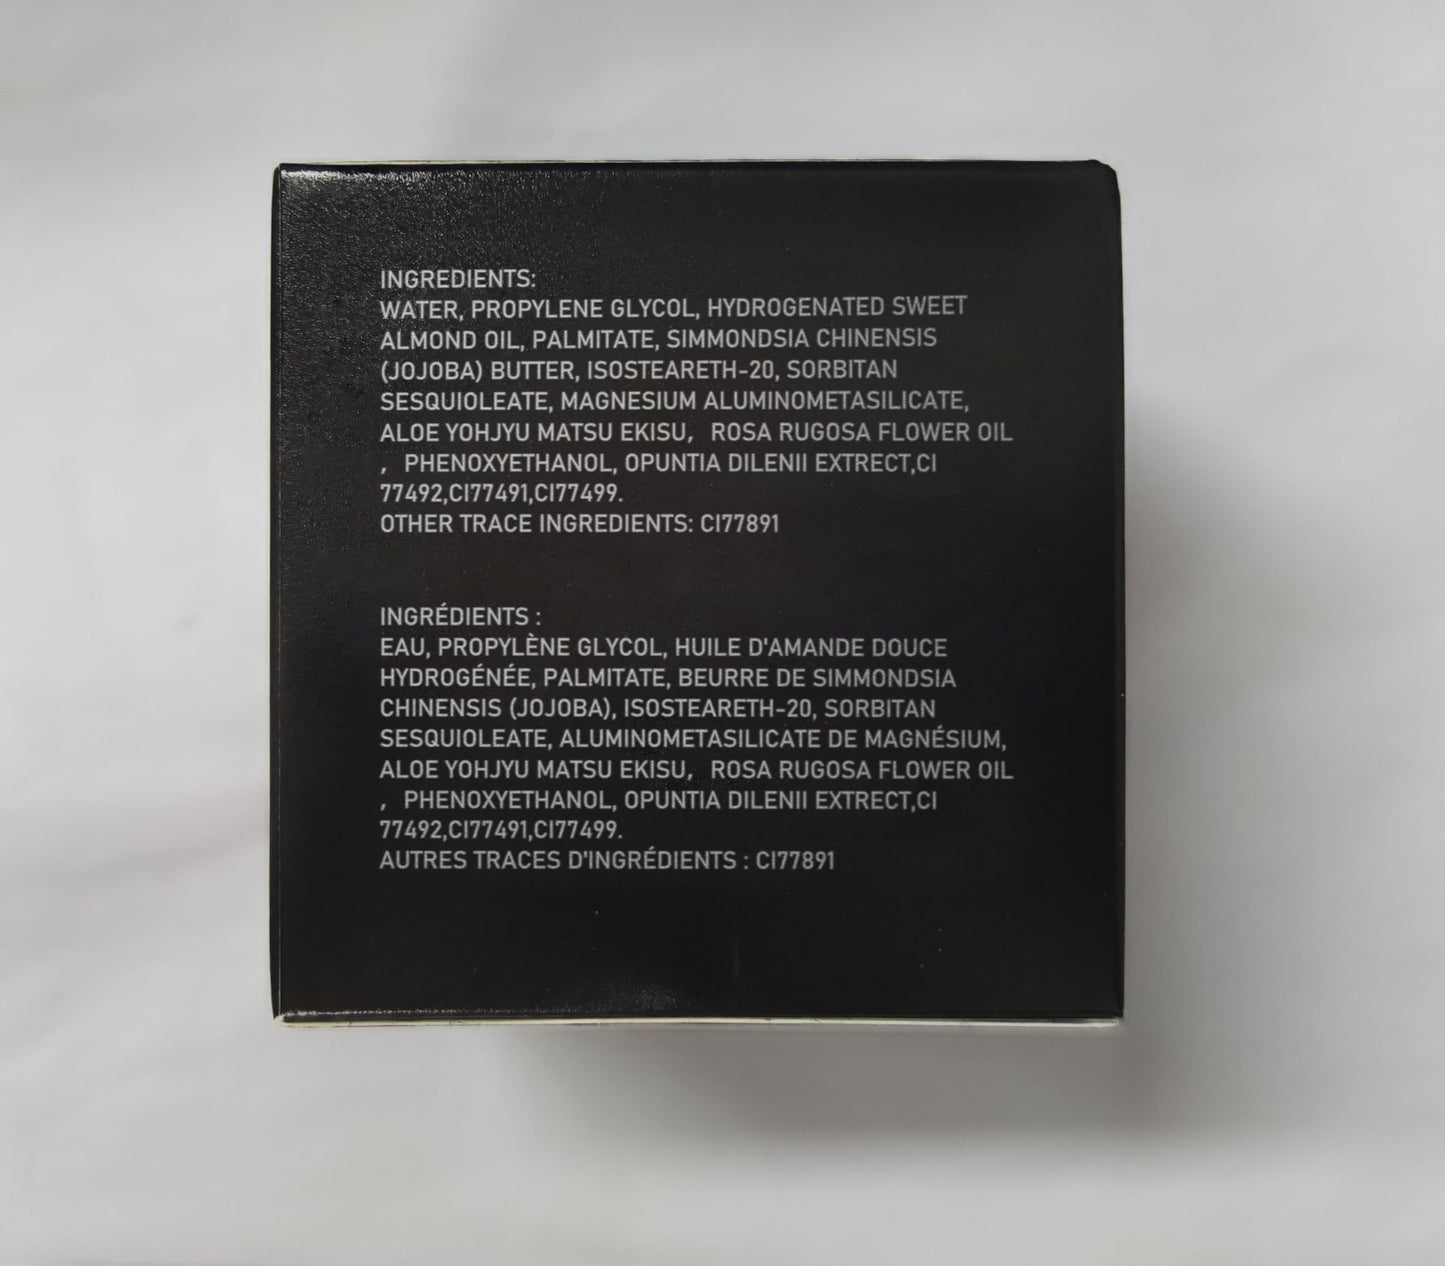 INGREDIENTS:
WATER, PROPYLENE GLYCOL, HYDROGENATED SWEET
ALMOND OIL, PALMITATE, SIMMONDSIA CHINENSIS
(JOJOBA) BUTTER, ISOSTEARETH-20, SORBITAN
SESQUIOLEATE, MAGNESIUM ALUMINOMETASILICATE,
ALOE YOHJYU MATSU EKISU, ROSA RUGOSA FLOWER OIL
, PHENOXYETHANOL, OPUNTIA DILENII EXTRECT,CI
77492,CI77491,CI77499.
OTHER TRACE INGREDIENTS: CI77891
INGRÉDIENTS :
EAU, PROPYLÈNE GLYCOL, HUILE D'AMANDE DOUCE
HYDROGÉNÉE, PALMITATE, BEURRE DE SIMMONDSIA
CHINENSIS (JOJOBA), ISOSTEARETH-20, SORBITAN
SESQUIOLEATE, ALUMINOMETASILICATE DE MAGNÉSIUM,
ALOE YOHJYU MATSU EKISU, ROSA RUGOSA FLOWER OIL
, PHENOXYETHANOL, OPUNTIA DILENII EXTRECT,CI
77492,CI77491,CI77499.
AUTRES TRACES D'INGRÉDIENTS : CI77891